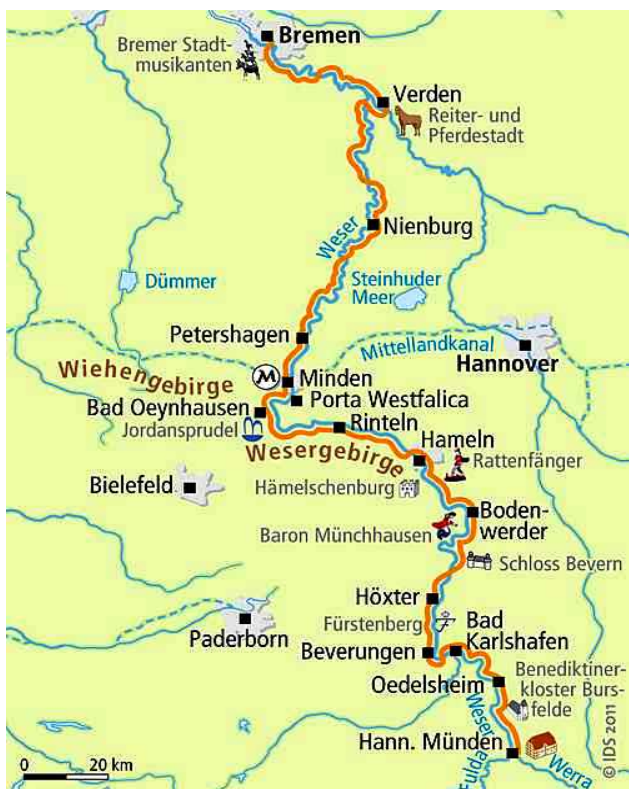 Bremen
Bremer Stadt-
musikanten
Verden
Reiter- und
Pferdestadt
Weser
Nienburg
Dümmer
Steinhuder
Meer
Petershagen
Mittellandkanal
Hannover
Wiehengebirge
M
Minden
Bad Oeynhausen
Porta Westfalica
Jordansprudel
Rinteln
Wesergebirge
Hameln
Rattenfänger
Bielefeld
Hämelschenburg
Boden-
werder
Baron Münchhausen
Schloss Bevern
Höxter
Fürstenberg
Bad
Karlshafen
Paderborn
Beverungen
Oedelsheim
Benediktiner-
kloster Burs-
felde
Weser
Hann. Münden
Fulda
Werra
0 20 km
© IDS 2011